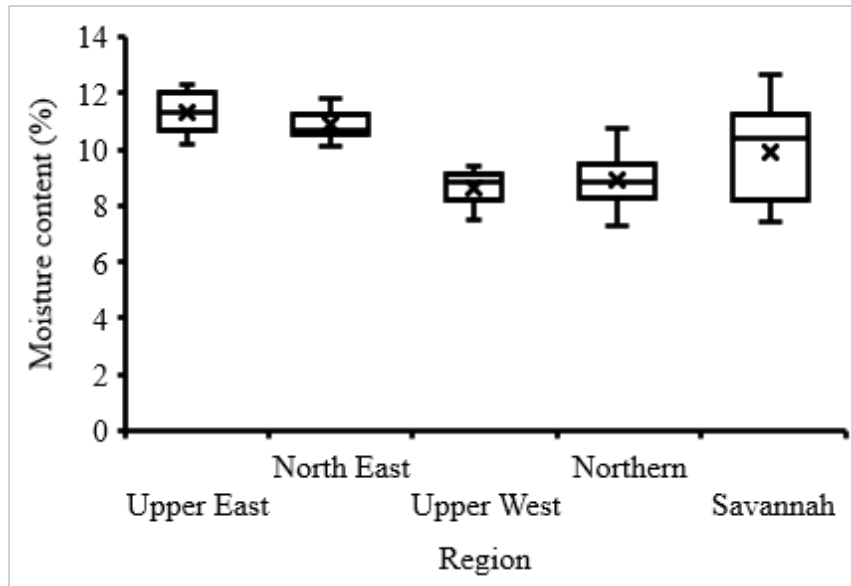 14
12
10
8
6
4
2
0
Moisture content (%)
North East
Northern
Upper East
Upper West
Savannah
Region